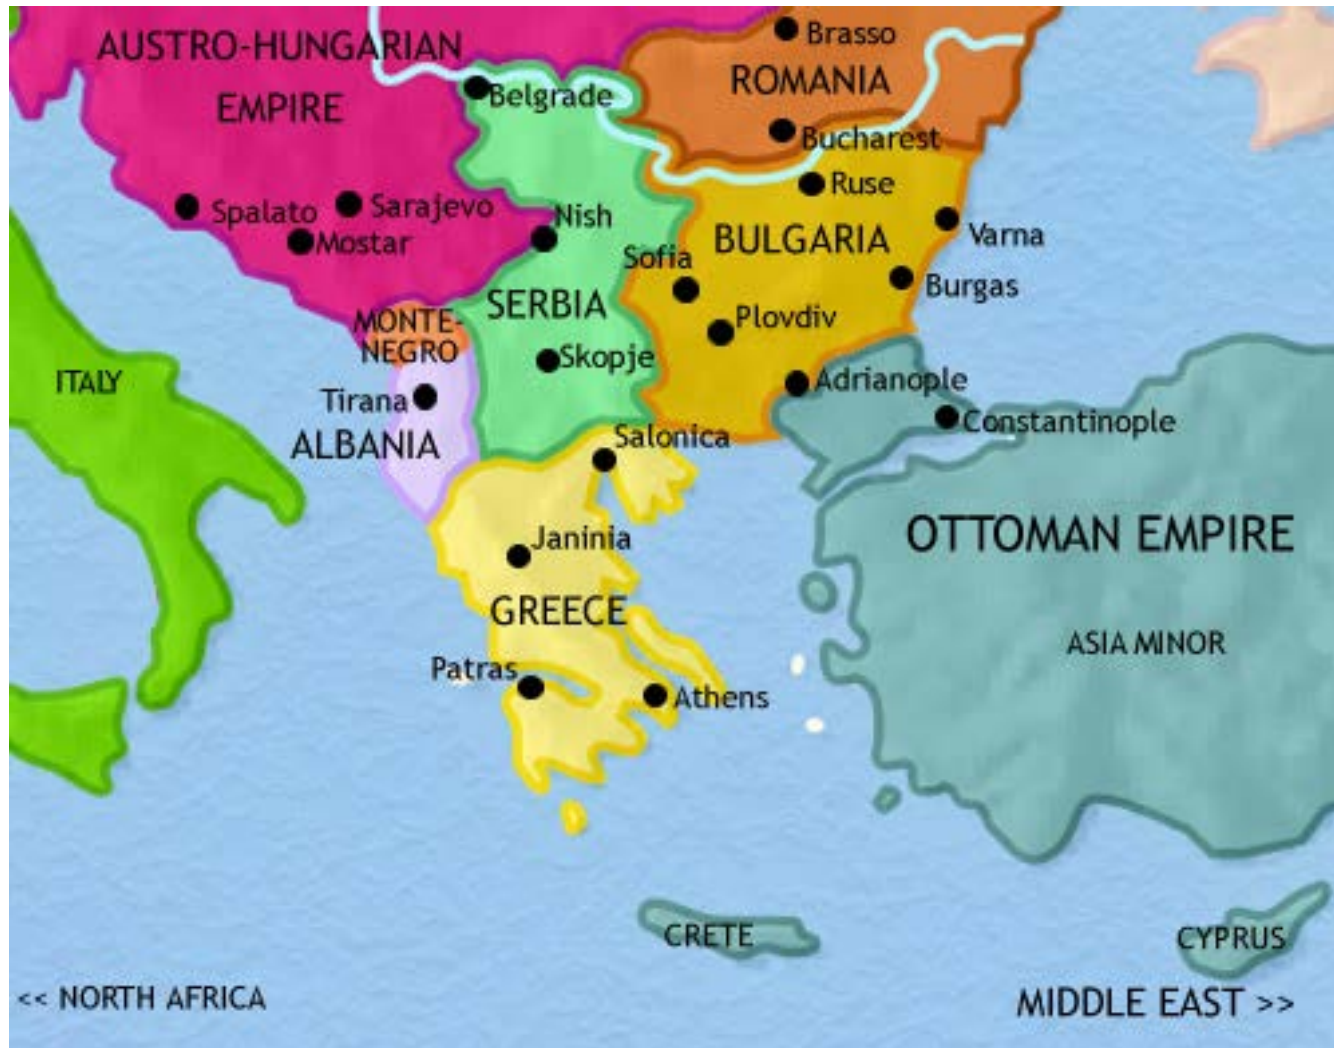 Brasso
AUSTRO-HUNGARIAN
EMPIRE
ROMANIA
Belgrade
Bucharest
Ruse
Spalato
Sarajevo
Mostar
Nish
BULGARIA
Varna
Sofia
Burgas
SERBIA
MONTE-
NEGRO
Plovdiv
Skopje
ITALY
Tirana
Adrianople
Constantinople
ALBANIA
Salonica
Janinia
OTTOMAN EMPIRE
GREECE
ASIA MINOR
Patras
Athens
CRETE
CYPRUS
<< NORTH AFRICA
MIDDLE EAST >>